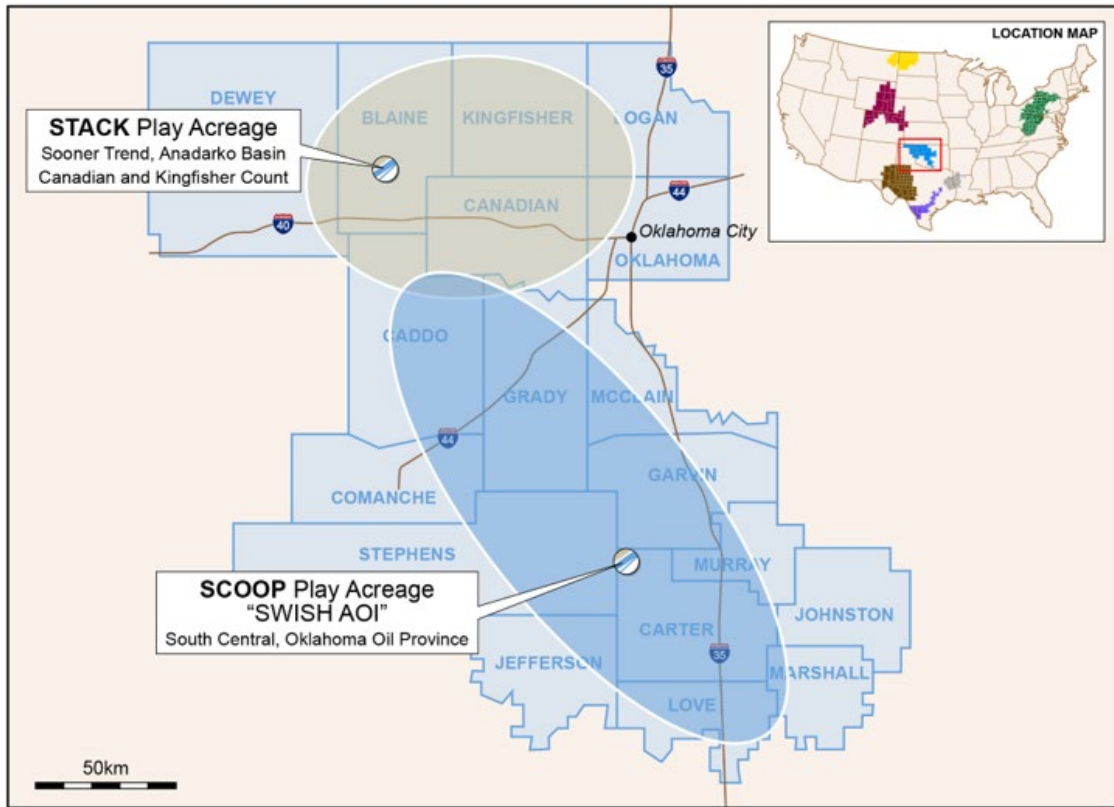 LOCATION MAP
35
DEWEY
BLAINE
KINGFISHER
LOGAN
STACK Play Acreage
Sooner Trend, Anadarko Basin
Canadian and Kingfisher Count
44
CANADIAN
40
Oklahoma City
OKLAHOMA
CADDO
GRADY
MCCLAIN
44
GARVIN
COMANCHE
STEPHENS
MURRAY
SCOOP Play Acreage
“SWISH AOI”
South Central, Oklahoma Oil Province
JOHNSTON
CARTER
35
JEFFERSON
MARSHALL
LOVE
50km